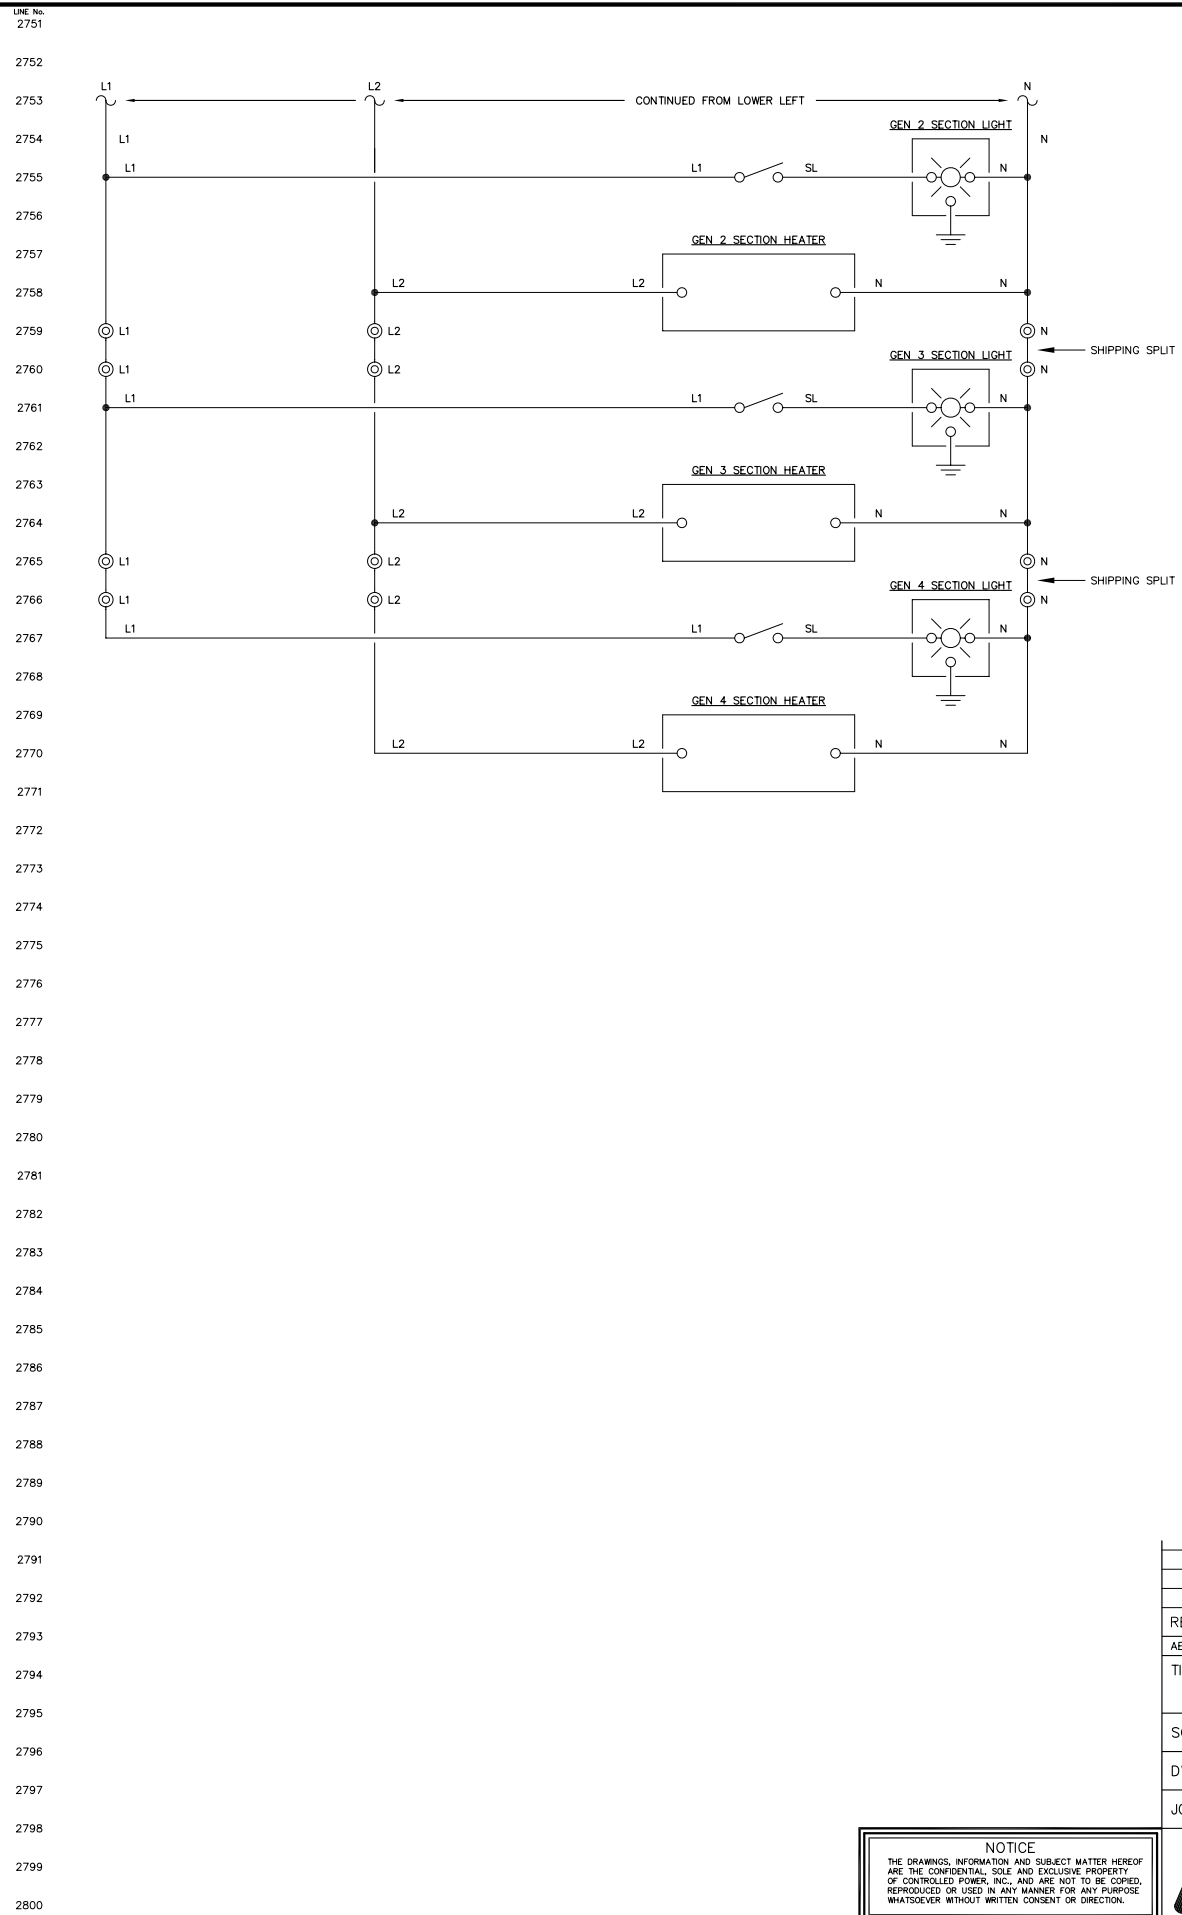 LINE No.
2751
2752
L1 L2 N
2753 CONTINUED FROM LOWER LEFT
GEN 2 SECTION LIGHT
2754 L1 N
L1 L1 SL N
2755
2756
GEN 2 SECTION HEATER
2757
L2 L2 N N
2758
2759 L1 L2 N
SHIPPING SPLIT
GEN 3 SECTION LIGHT
2760 L1 L2 N
L1 L1 SL N
2761
2762
GEN 3 SECTION HEATER
2763
L2 L2 N N
2764
2765 L1 L2 N
SHIPPING SPLIT
GEN 4 SECTION LIGHT
2766 L1 L2 N
L1 L1 SL N
2767
2768
GEN 4 SECTION HEATER
2769
L2 L2 N N
2770
2771
2772
2773
2774
2775
2776
2777
2778
2779
2780
2781
2782
2783
2784
2785
2786
2787
2788
2789
2790
2791
2792
2793
2794
2795
2796
2797
2798
2799
2800
NOTICE
THE DRAWINGS, INFORMATION AND SUBJECT MATTER HEREOF
ARE THE CONFIDENTIAL, SOLE AND EXCLUSIVE PROPERTY
OF CONTROLLED POWER, INC., AND ARE NOT TO BE COPIED,
REPRODUCED OR USED IN ANY MANNER FOR ANY PURPOSE
WHATSOEVER WITHOUT WRITTEN CONSENT OR DIRECTION.